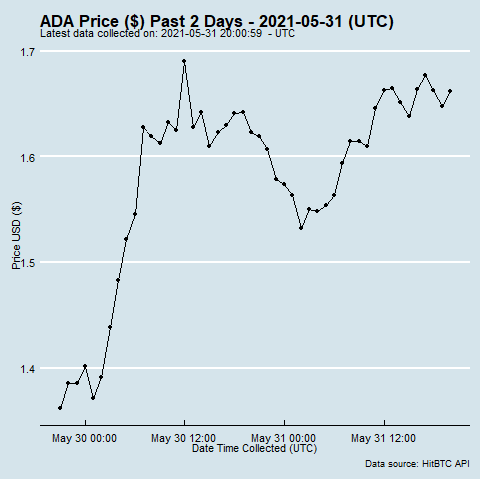 ADA Price ($) Past 2 Days - 2021-05-31 (UTC)
Latest data collected on: 2021-05-31 20:00:59  - UTC
1.7
1.6
1.5
1.4
Price USD ($)
May 30 00:00
May 30 12:00
May 31 00:00
May 31 12:00
Date Time Collected (UTC)
Data source: HitBTC API